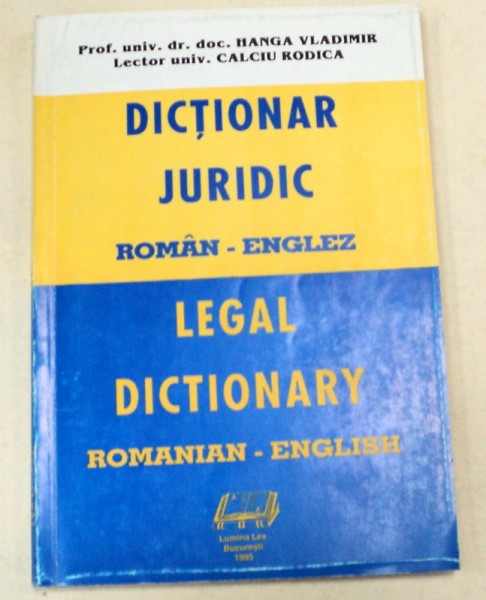 Prof. univ. dr. doc. HANGA VLADIMIR
Lector univ. CALCIU RODICA
DICȚIONAR
JURIDIC
ROMÂN - ENGLEZ
LEGAL
DICTIONARY
ROMANIAN - ENGLISH
Lumina Lex
București
1995